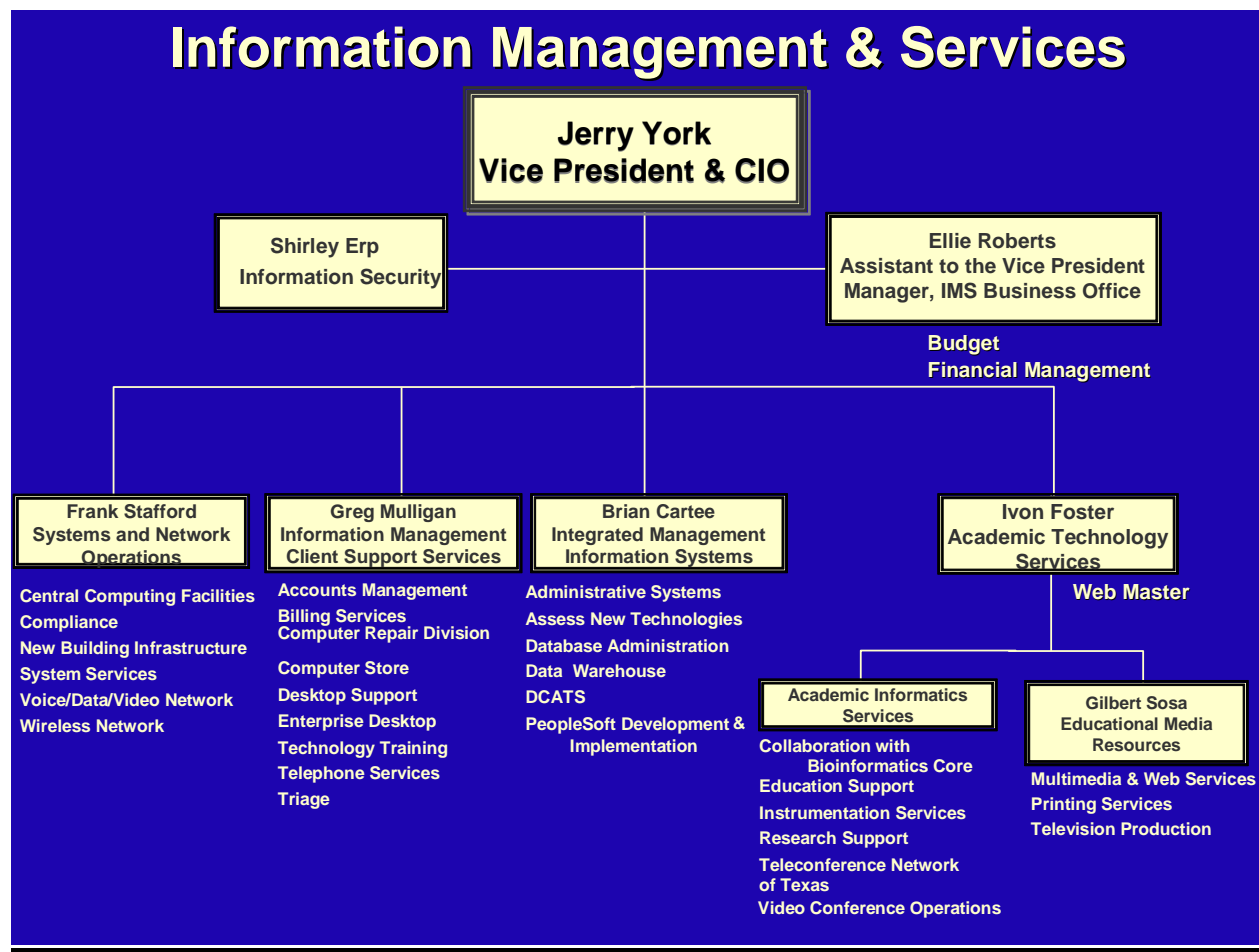 Information Management & Services
Jerry York
Vice President & CIO
Shirley Erp
Information Security
Ellie Roberts
Assistant to the Vice President
Manager, IMS Business Office
Budget
Financial Management
Frank Stafford
Systems and Network
Operations
Central Computing Facilities
Compliance
New Building Infrastructure
System Services
Voice/Data/Video Network
Wireless Network
Greg Mulligan
Information Management
Client Support Services
Accounts Management
Billing Services
Computer Repair Division
Computer Store
Desktop Support
Enterprise Desktop
Technology Training
Telephone Services
Triage
Brian Cartee
Integrated Management
Information Systems
Administrative Systems
Assess New Technologies
Database Administration
Data Warehouse
DCATS
PeopleSoft Development &
Implementation
Ivon Foster
Academic Technology
Services
Web Master
Academic Informatics
Services
Collaboration with
Bioinformatics Core
Education Support
Instrumentation Services
Research Support
Teleconference Network
of Texas
Video Conference Operations
Gilbert Sosa
Educational Media
Resources
Multimedia & Web Services
Printing Services
Television Production